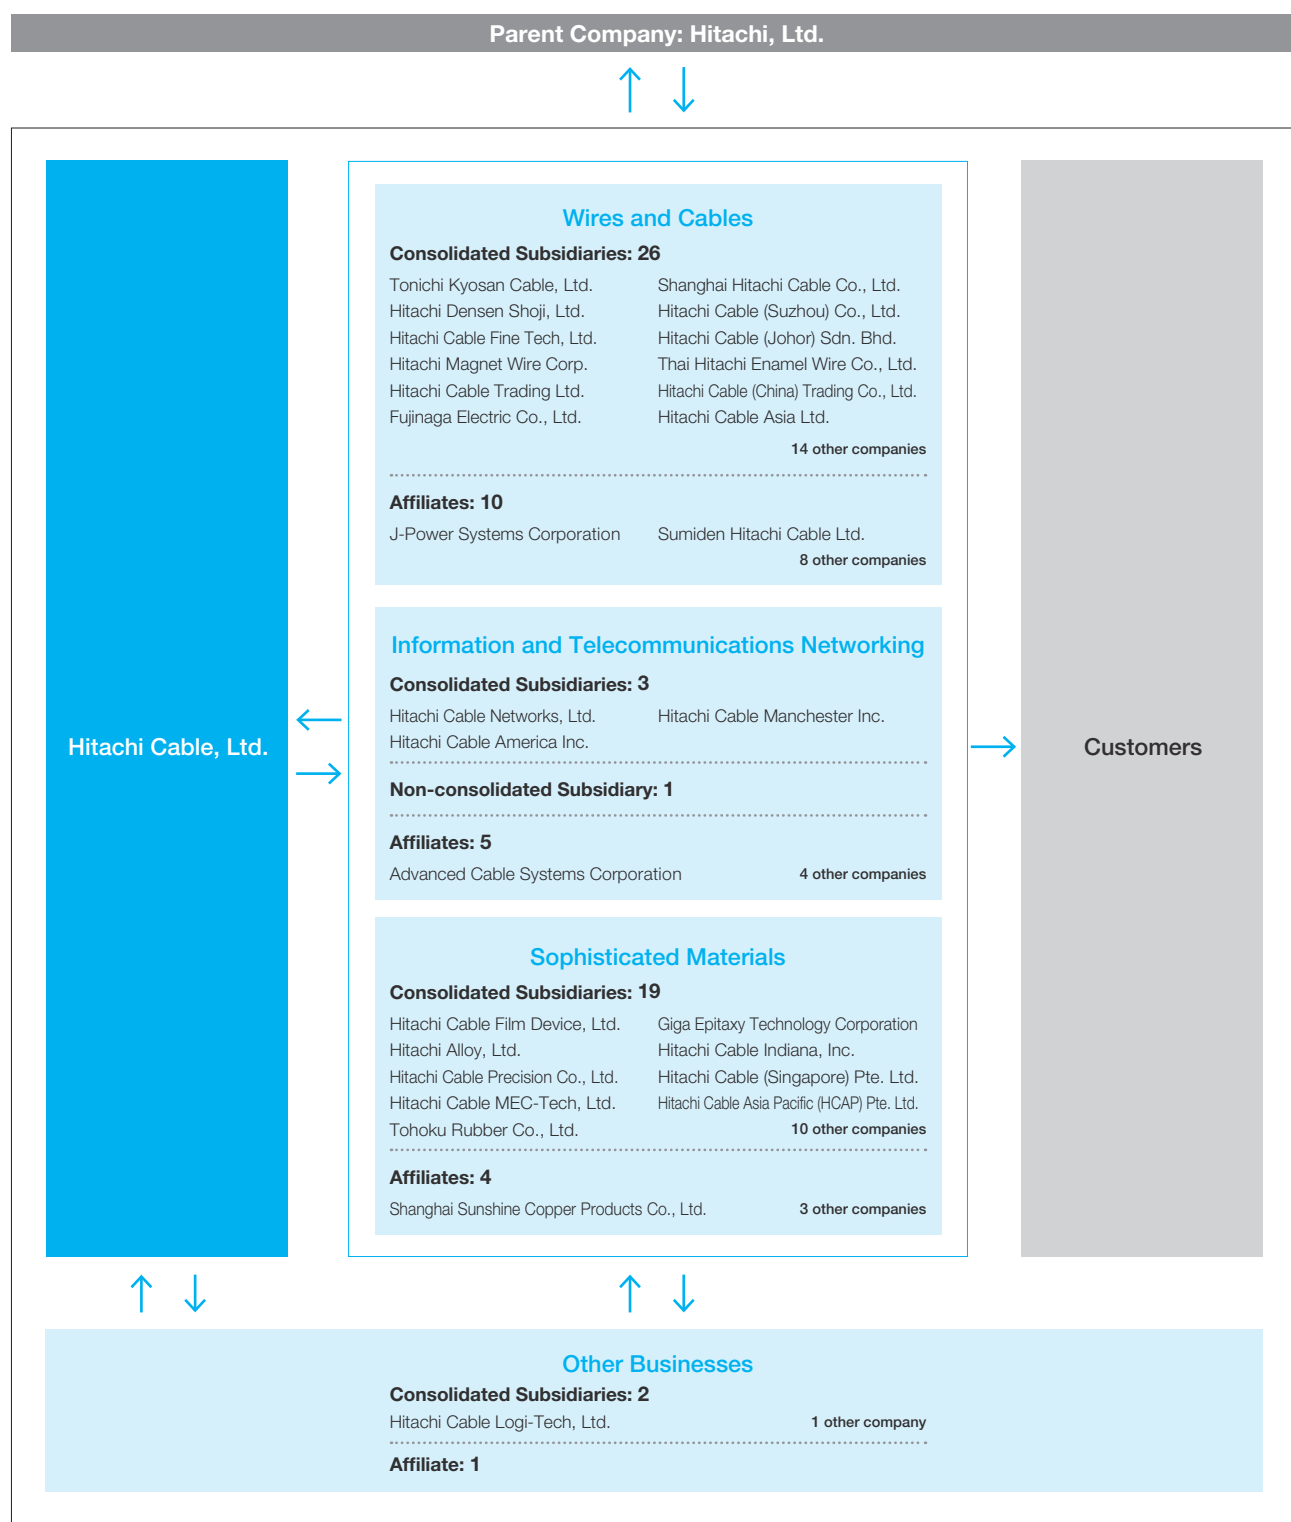 Parent Company: Hitachi, Ltd.
Hitachi Cable, Ltd.
Wires and Cables
Consolidated Subsidiaries: 26
Tonichi Kyosan Cable, Ltd.
Hitachi Densen Shoji, Ltd.
Hitachi Cable Fine Tech, Ltd.
Hitachi Magnet Wire Corp.
Hitachi Cable Trading Ltd.
Fujinaga Electric Co., Ltd.
Shanghai Hitachi Cable Co., Ltd.
Hitachi Cable (Suzhou) Co., Ltd.
Hitachi Cable (Johor) Sdn. Bhd.
Thai Hitachi Enamel Wire Co., Ltd.
Hitachi Cable (China) Trading Co., Ltd.
Hitachi Cable Asia Ltd.
14 other companies
Affiliates: 10
J-Power Systems Corporation
Sumiden Hitachi Cable Ltd.
8 other companies
Information and Telecommunications Networking
Consolidated Subsidiaries: 3
Hitachi Cable Networks, Ltd.
Hitachi Cable America Inc.
Hitachi Cable Manchester Inc.
Non-consolidated Subsidiary: 1
Affiliates: 5
Advanced Cable Systems Corporation
4 other companies
Sophisticated Materials
Consolidated Subsidiaries: 19
Hitachi Cable Film Device, Ltd.
Hitachi Alloy, Ltd.
Hitachi Cable Precision Co., Ltd.
Hitachi Cable MEC-Tech, Ltd.
Tohoku Rubber Co., Ltd.
Giga Epitaxy Technology Corporation
Hitachi Cable Indiana, Inc.
Hitachi Cable (Singapore) Pte. Ltd.
Hitachi Cable Asia Pacific (HCAP) Pte. Ltd.
10 other companies
Affiliates: 4
Shanghai Sunshine Copper Products Co., Ltd.
3 other companies
Customers
Other Businesses
Consolidated Subsidiaries: 2
Hitachi Cable Logi-Tech, Ltd.
1 other company
Affiliate: 1